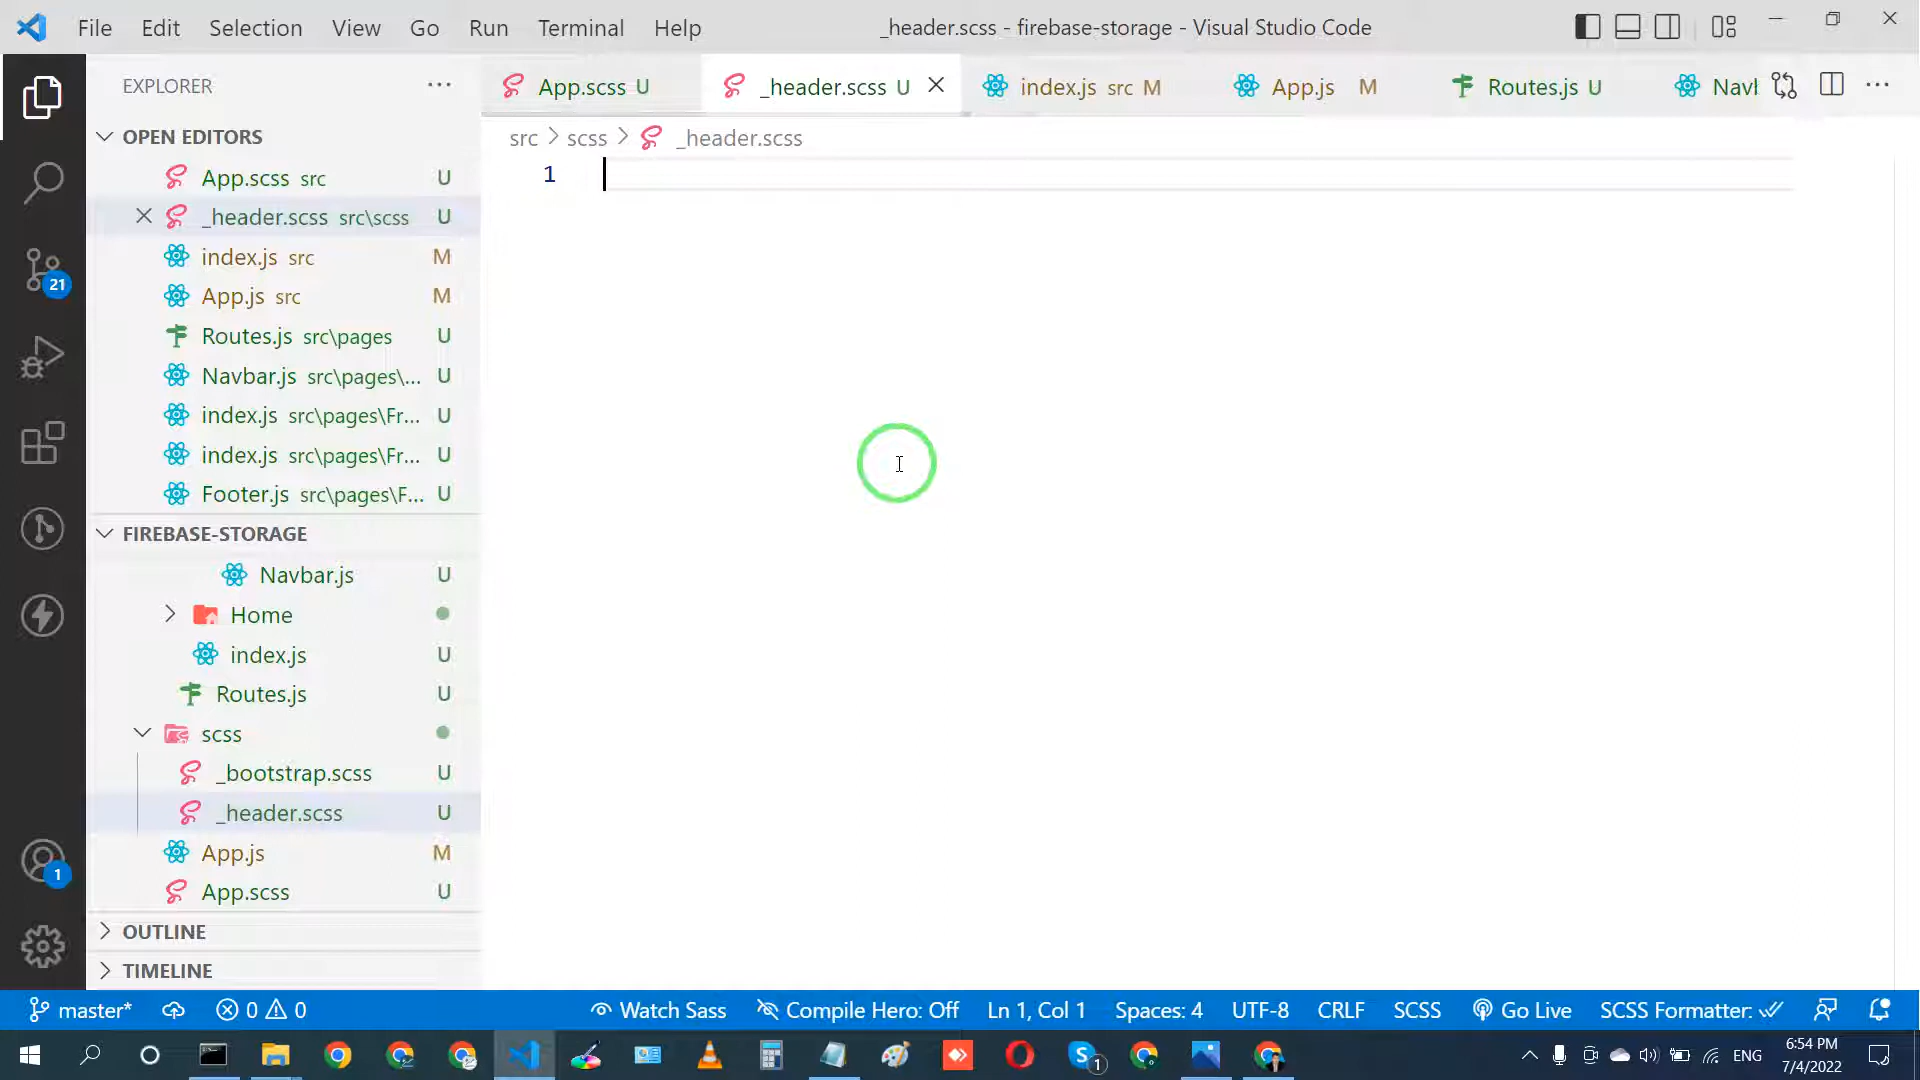 File Edit Selection View Go Run Terminal Help
_header.scss - firebase-storage - Visual Studio Code
EXPLORER
App.scss U
_header.scss U
index.js src M
App.js M
Routes.js U
Navl
OPEN EDITORS
src
scss
_header.scss
App.scss src U
1
_header.scss src\scss U
index.js src M
21
App.js src M
Routes.js src\pages U
Navbar.js src\pages\... U
index.js src\pages\Fr... U
index.js src\pages\Fr... U
Footer.js src\pages\F... U
FIREBASE-STORAGE
Navbar.js U
Home
index.js U
Routes.js U
scss
_bootstrap.scss U
_header.scss U
App.js M
1
App.scss U
OUTLINE
TIMELINE
master* 0 0 Watch Sass Compile Hero: Off Ln 1, Col 1 Spaces: 4 UTF-8 CRLF SCSS Go Live SCSS Formatter:
1
ENG
6:54 PM
7/4/2022